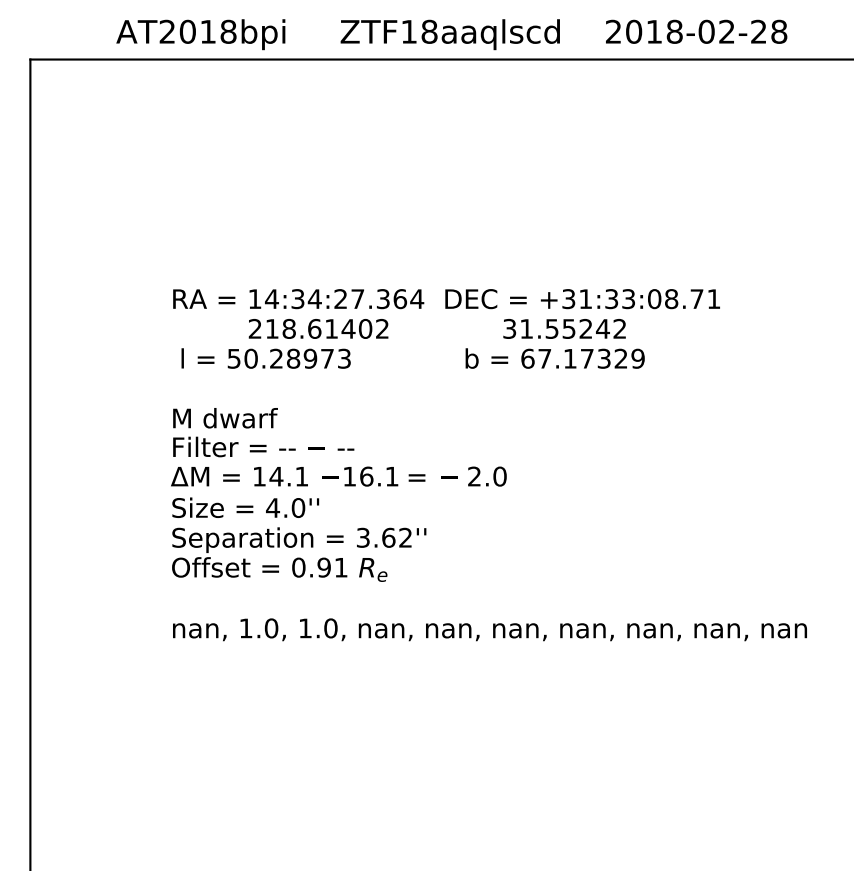 AT2018bpi ZTF18aaqlscd 2018-02-28
RA = 14:34:27.364 DEC = +31:33:08.71
218.61402 31.55242
l = 50.28973 b = 67.17329
M dwarf
Filter = -- − --
ΔM = 14.1 −16.1 = − 2.0
Size = 4.0''
Separation = 3.62''
Offset = 0.91 Re
nan, 1.0, 1.0, nan, nan, nan, nan, nan, nan, nan